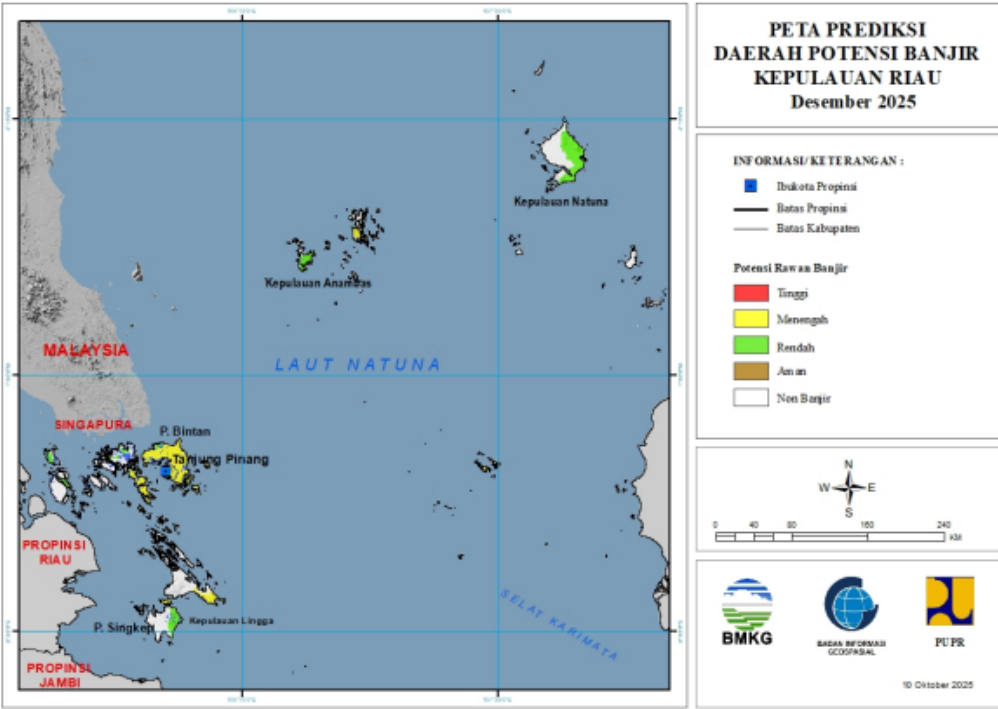 PETA PREDIKSI
DAERAH POTENSI BANJIR
KEPULAUAN RIAU
Desember 2025
INFORMASI/KETERANGAN :
Ibukota Propinsi
Batas Propinsi
Batas Kabupaten
Potensi Rawan Banjir
Tinggi
Menengah
Rendah
Aman
Non Banjir
Kepulauan Natuna
Kepulauan Anambas
MALAYSIA
LAUT NATUNA
SINGAPURA
P. Bintan
Tanjung Pinang
PROPINSI
RIAU
SELAT KARIMATA
P. Singkep
Kepulauan Lingga
PROPINSI
JAMBI
N
W E
S
0 40 80 160 240
KM
BMKG
BADAN INFORMASI
GEOSPASIAL
PUPR
10 Oktober 2025